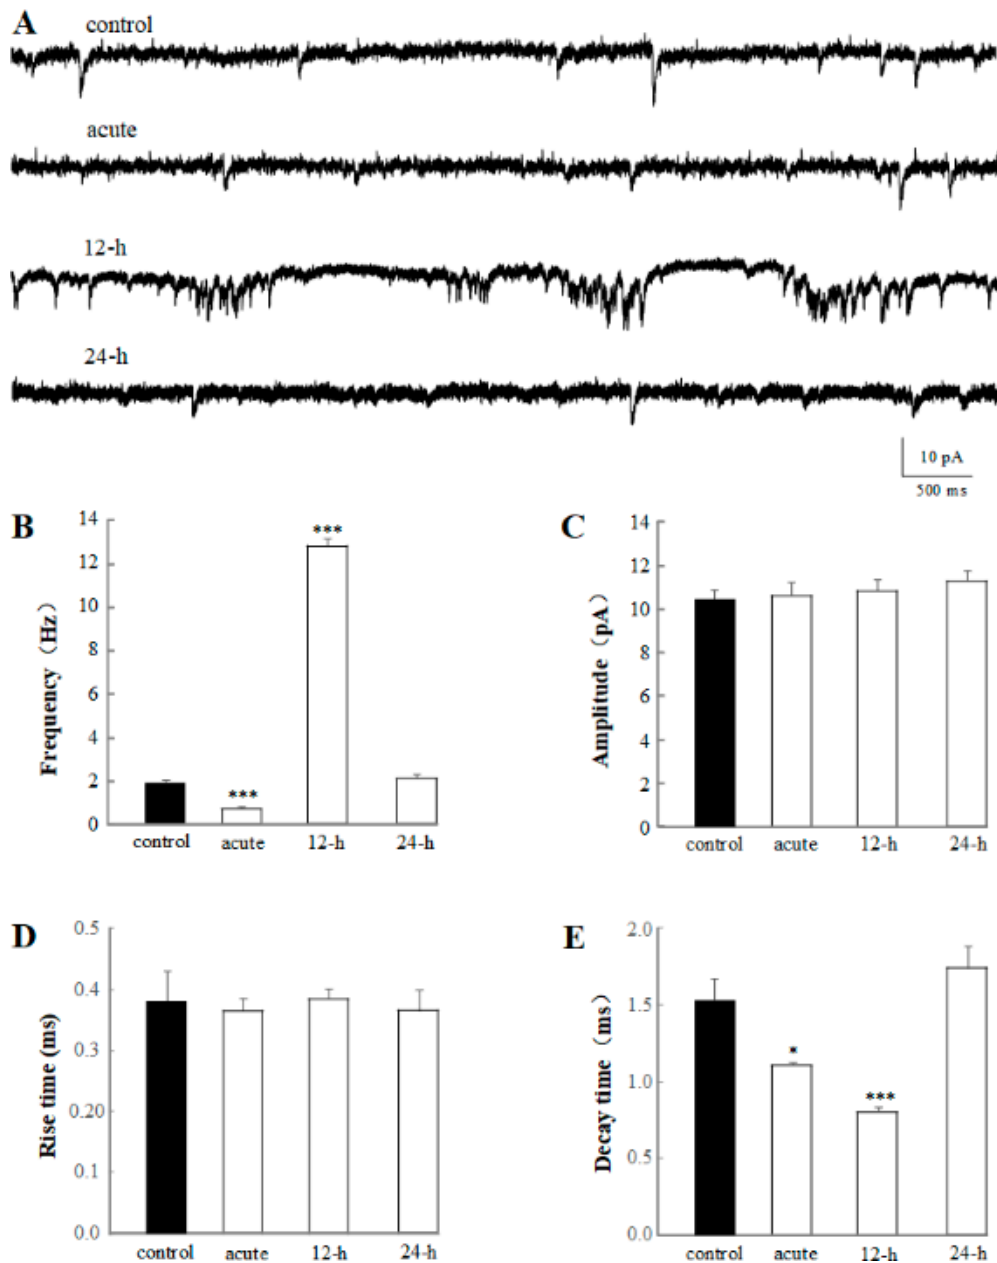 A
control
acute
12-h
24-h
10 pA
500 ms
B
Frequency（Hz）
14
12
10
8
6
4
2
0
***
***
control
acute
12-h
24-h
C
Amplitude（pA）
14
12
10
8
6
4
2
0
control
acute
12-h
24-h
D
Rise time (ms)
0.5
0.4
0.3
0.20
0.1
0.0
control
acute
12-h
24-h
E
Decay time（ms）
2.0
1.5
1.0
0.5
0.0
*
***
control
acute
12-h
24-h